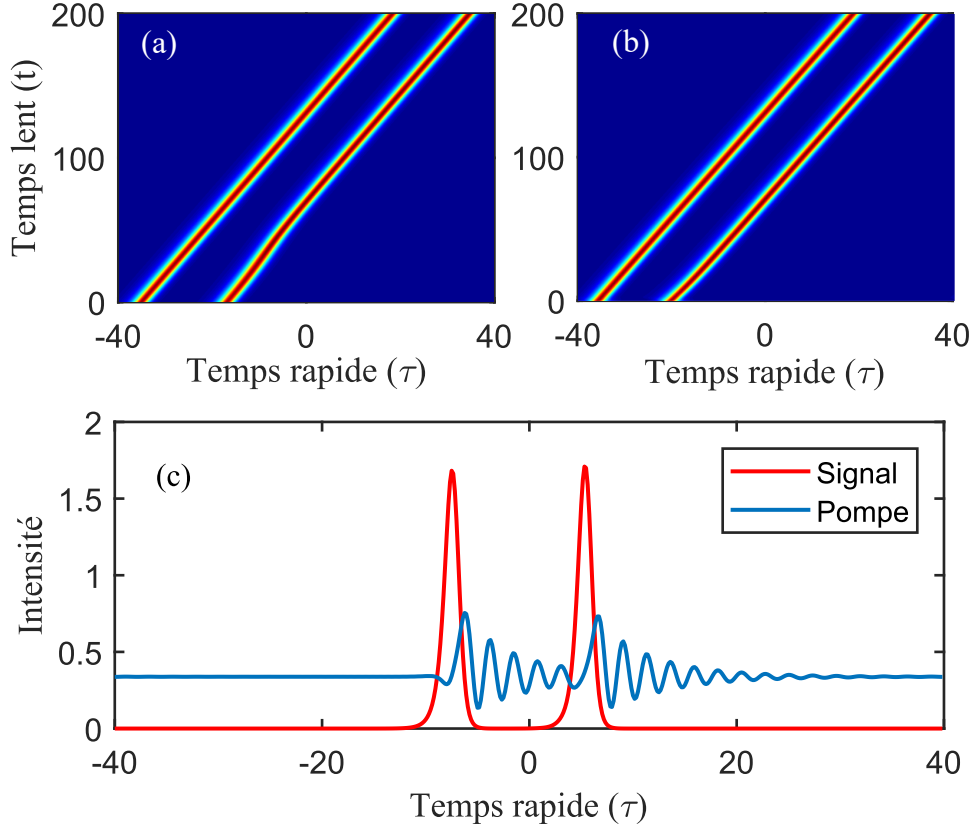 (a)
(b)
Temps lent (t)
200
100
0
-40
0
40
Temps rapide (τ)
200
100
0
-40
0
40
Temps rapide (τ)
(c)
Signal
Pompe
Intensité
2
1.5
1
0.5
0
-40
-20
0
20
40
Temps rapide (τ)